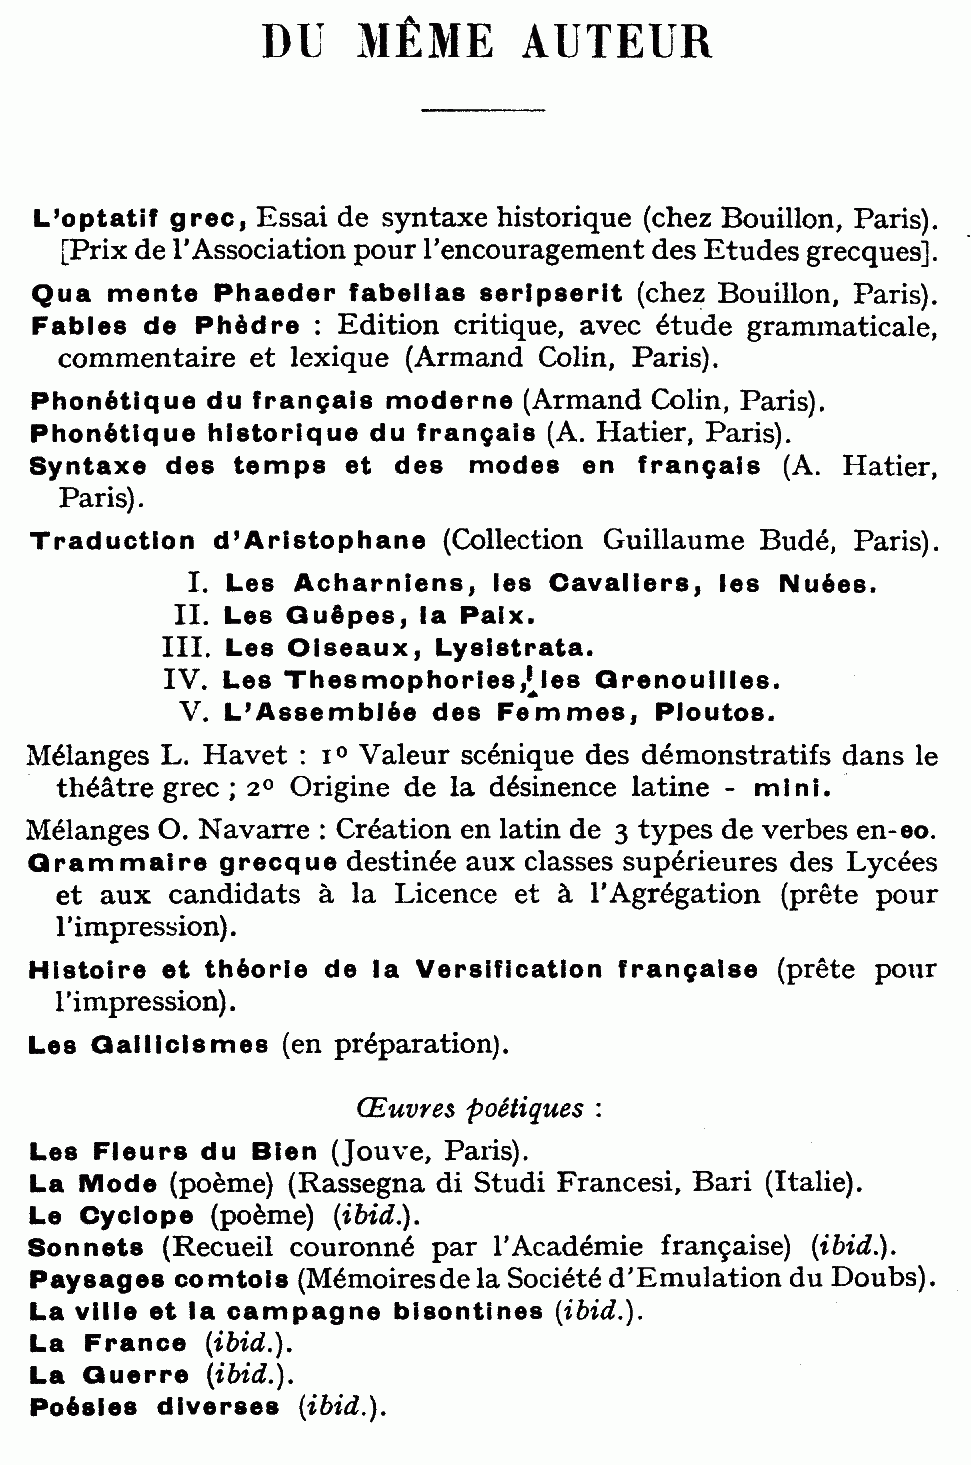 DU MÊME AUTEUR
L'optatif grec, Essai de syntaxe historique (chez Bouillon, Paris).
[Prix de l'Association pour l'encouragement des Etudes grecques].
Qua mente Phaeder fabellas seripserit (chez Bouillon, Paris).
Fables de Phèdre : Edition critique, avec étude grammaticale,
commentaire et lexique (Armand Colin, Paris).
Phonétique du français moderne (Armand Colin, Paris).
Phonétique historique du français (A. Hatier, Paris).
Syntaxe des temps et des modes en français (A. Hatier,
Paris).
Traduction d'Aristophane (Collection Guillaume Budé, Paris).
I. Les Acharniens, les Cavaliers, les Nuées.
II. Les Guêpes, la Paix.
III. Les Oiseaux, Lysistrata.
IV. Les Thesmophories, les Grenouilles.
V. L'Assemblée des Femmes, Ploutos.
Mélanges L. Havet : 1º Valeur scénique des démonstratifs dans le
théâtre grec ; 2º Origine de la désinence latine - mini.
Mélanges O. Navarre : Création en latin de 3 types de verbes en-eo.
Grammaire grecque destinée aux classes supérieures des Lycées
et aux candidats à la Licence et à l'Agrégation (prête pour
l'impression).
Histoire et théorie de la Versification française (prête pour
l'impression).
Les Gallicismes (en préparation).
Œuvres poétiques :
Les Fleurs du Bien (Jouve, Paris).
La Mode (poème) (Rassegna di Studi Francesi, Bari (Italie).
Le Cyclope (poème) (ibid.).
Sonnets (Recueil couronné par l'Académie française) (ibid.).
Paysages comtois (Mémoires de la Société d'Emulation du Doubs).
La ville et la campagne bisontines (ibid.).
La France (ibid.).
La Guerre (ibid.).
Poésies diverses (ibid.).